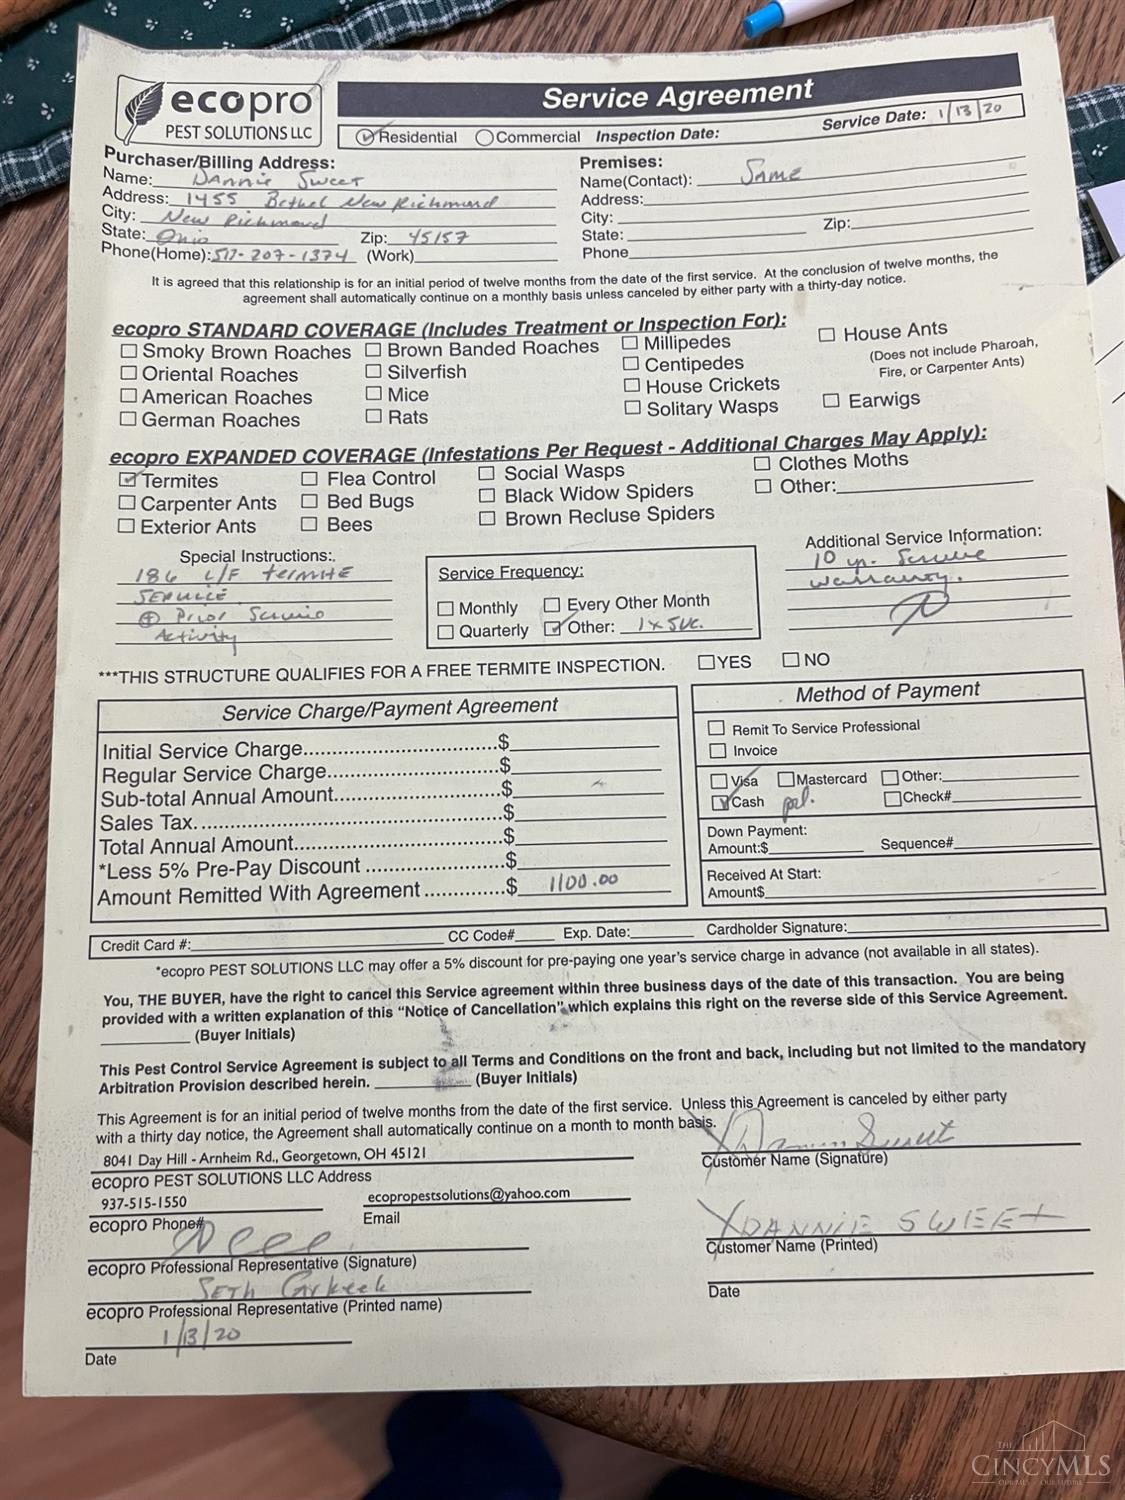 ecopro
PEST SOLUTIONS LLC
Service Agreement
Residential Commercial Inspection Date: Service Date: 1/13/20
Purchaser/Billing Address:
Name: Dannie Sweet
Address: 1455 Bethel New Richmond
City: New Richmond
State: Ohio Zip: 45157
Phone(Home): 517-207-1374 (Work)
Premises:
Name(Contact): Same
Address:
City: Zip:
State:
Phone
It is agreed that this relationship is for an initial period of twelve months from the date of the first service. At the conclusion of twelve months, the
agreement shall automatically continue on a monthly basis unless canceled by either party with a thirty-day notice.
ecopro STANDARD COVERAGE (Includes Treatment or Inspection For):
Smoky Brown Roaches Brown Banded Roaches Millipedes House Ants
(Does not include Pharoah,
Fire, or Carpenter Ants)
Oriental Roaches Silverfish Centipedes
American Roaches Mice House Crickets Earwigs
German Roaches Rats Solitary Wasps
ecopro EXPANDED COVERAGE (Infestations Per Request - Additional Charges May Apply):
Termites Flea Control Social Wasps Clothes Moths
Carpenter Ants Bed Bugs Black Widow Spiders Other:
Exterior Ants Bees Brown Recluse Spiders
Special Instructions:
186 L/F termite
Service
⊕ Prior Service
Activity
Service Frequency:
Monthly Every Other Month
Quarterly Other: 1x Svc.
Additional Service Information:
10 yr. Service
warranty.
***THIS STRUCTURE QUALIFIES FOR A FREE TERMITE INSPECTION. YES NO
Service Charge/Payment Agreement
Initial Service Charge $
Regular Service Charge $
Sub-total Annual Amount $
Sales Tax $
Total Annual Amount $
*Less 5% Pre-Pay Discount $
Amount Remitted With Agreement $ 1100.00
Method of Payment
Remit To Service Professional
Invoice
Visa Mastercard Other:
Cash pd. Check#
Down Payment:
Amount:$ Sequence#
Received At Start:
Amount$
Credit Card #: CC Code# Exp. Date: Cardholder Signature:
*ecopro PEST SOLUTIONS LLC may offer a 5% discount for pre-paying one year's service charge in advance (not available in all states).
You, THE BUYER, have the right to cancel this Service agreement within three business days of the date of this transaction. You are being
provided with a written explanation of this "Notice of Cancellation" which explains this right on the reverse side of this Service Agreement.
(Buyer Initials)
This Pest Control Service Agreement is subject to all Terms and Conditions on the front and back, including but not limited to the mandatory
Arbitration Provision described herein. (Buyer Initials)
This Agreement is for an initial period of twelve months from the date of the first service. Unless this Agreement is canceled by either party
with a thirty day notice, the Agreement shall automatically continue on a month to month basis.
8041 Day Hill - Arnheim Rd., Georgetown, OH 45121
ecopro PEST SOLUTIONS LLC Address
937-515-1550 ecopropestsolutions@yahoo.com
ecopro Phone# Email
ecopro Professional Representative (Signature)
Seth
ecopro Professional Representative (Printed name)
1/13/20
Date
X Dannie Sweet
Customer Name (Signature)
X DANNIE SWEET
Customer Name (Printed)
Date
THE
CINCYMLS